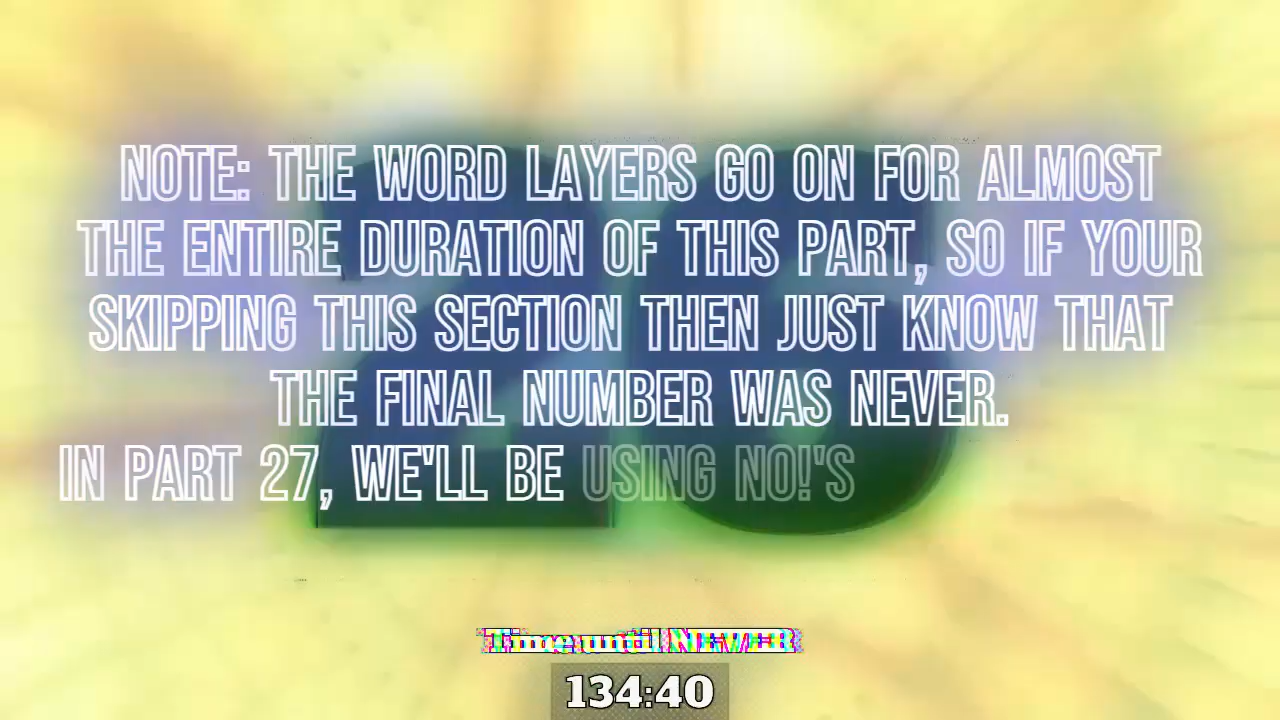 NOTE: THE WORD LAYERS GO ON FOR ALMOST
THE ENTIRE DURATION OF THIS PART, SO IF YOUR
SKIPPING THIS SECTION THEN JUST KNOW THAT
THE FINAL NUMBER WAS NEVER.
IN PART 27, WE'LL BE USING NO!'S
26
Time until NEVER
134:40